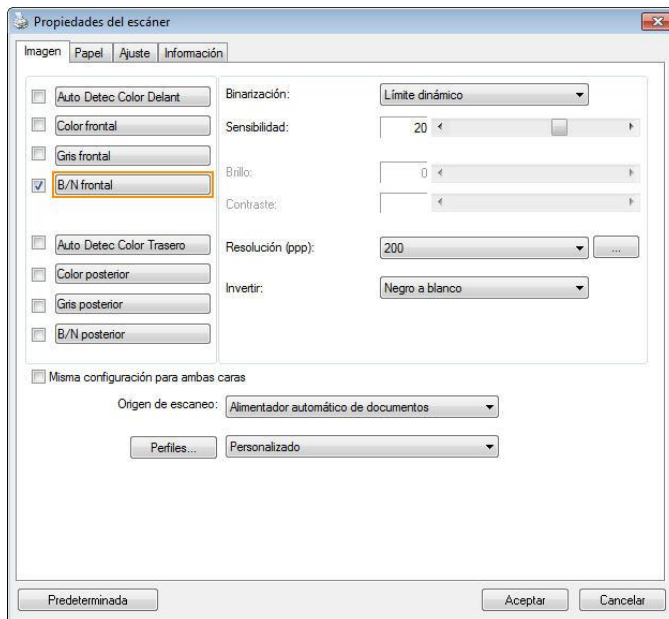 Propiedades del escáner
Imagen Papel Ajuste Información
Auto Detec Color Delant
Color frontal
Gris frontal
B/N frontal
Auto Detec Color Trasero
Color posterior
Gris posterior
B/N posterior
Binarización: Límite dinámico
Sensibilidad: 20
Brillo: 0
Contraste:
Resolución (ppp): 200 ...
Invertir: Negro a blanco
Misma configuración para ambas caras
Origen de escaneo: Alimentador automático de documentos
Perfiles... Personalizado
Predeterminada Aceptar Cancelar